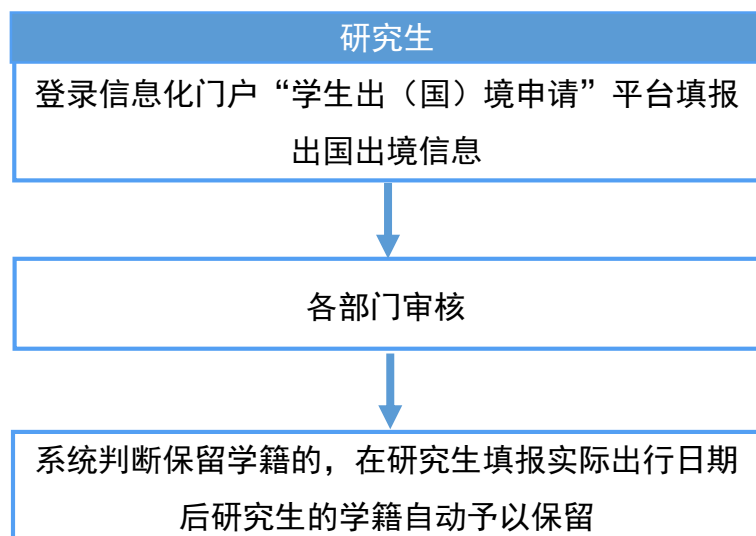 研究生
登录信息化门户“学生出（国）境申请”平台填报
出国出境信息
各部门审核
系统判断保留学籍的，在研究生填报实际出行日期
后研究生的学籍自动予以保留